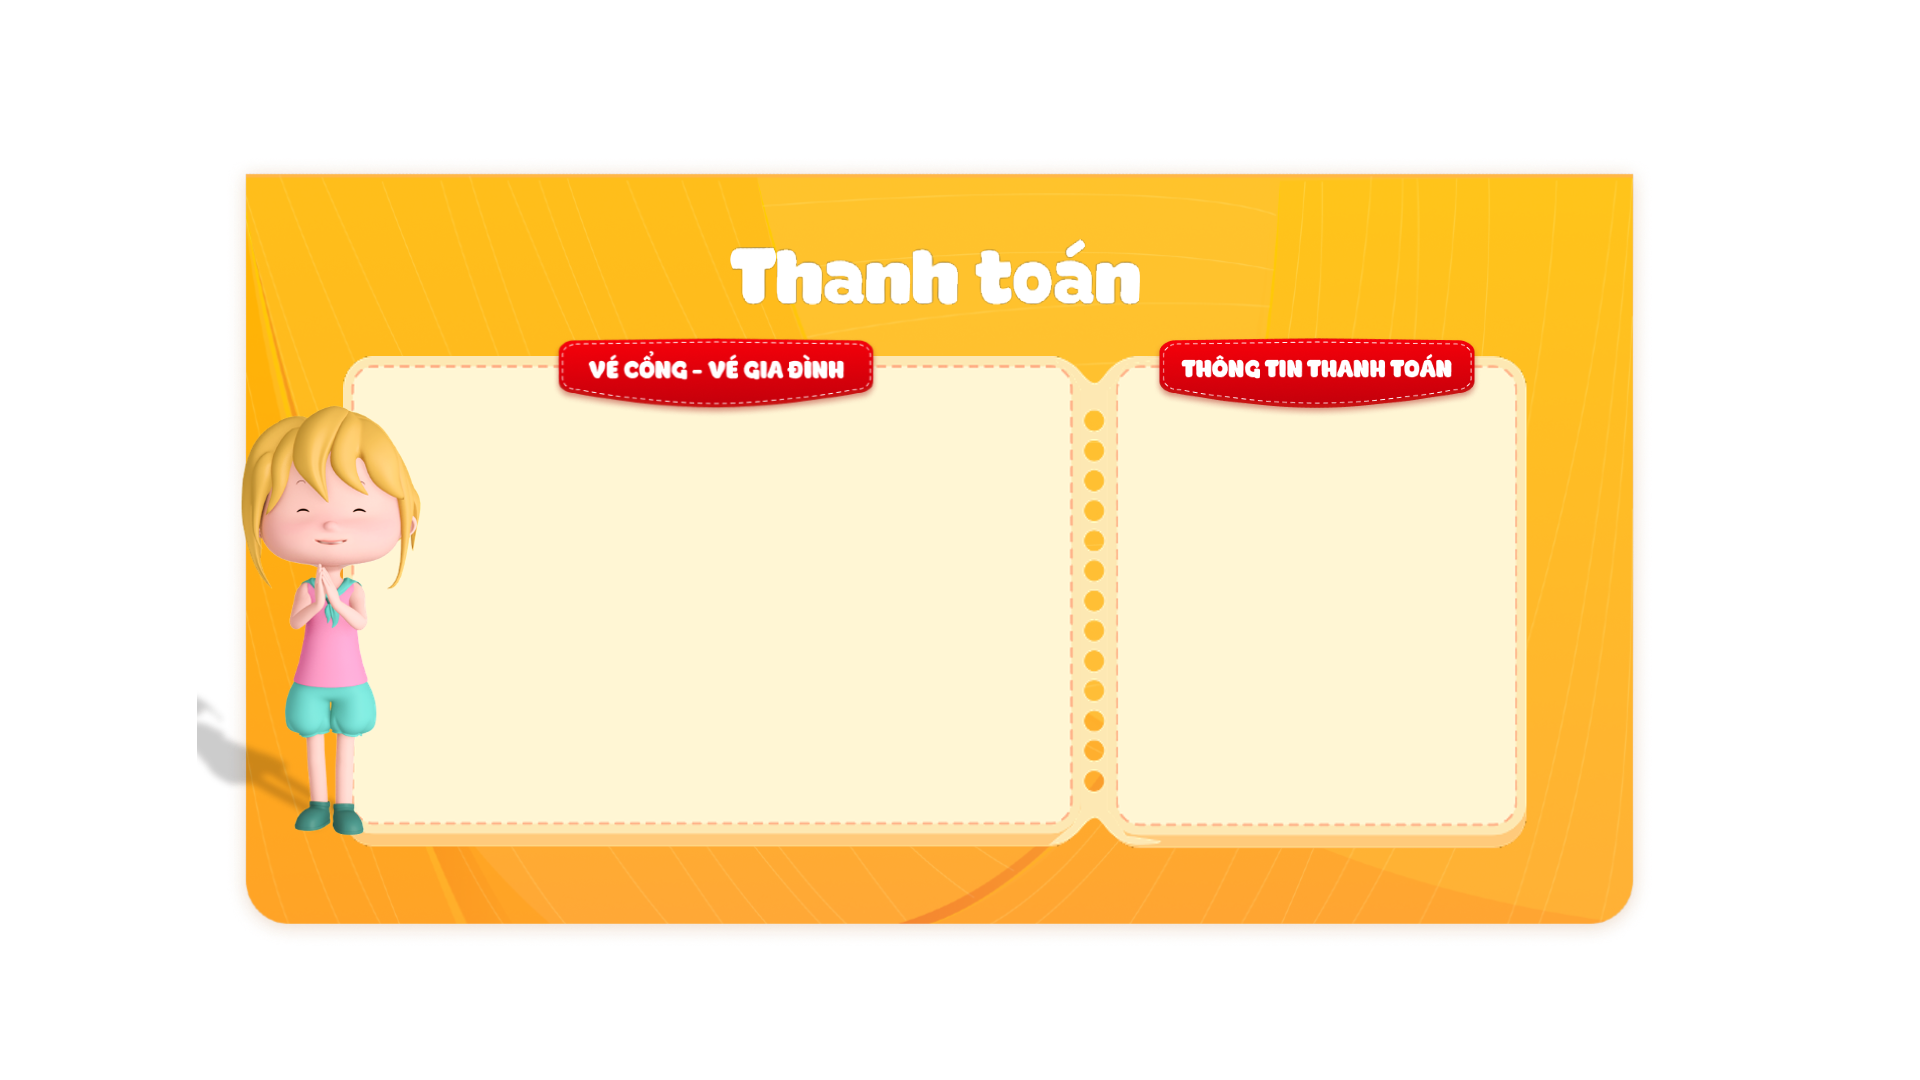 Thanh toán
VÉ CỔNG - VÉ GIA ĐÌNH
THÔNG TIN THANH TOÁN